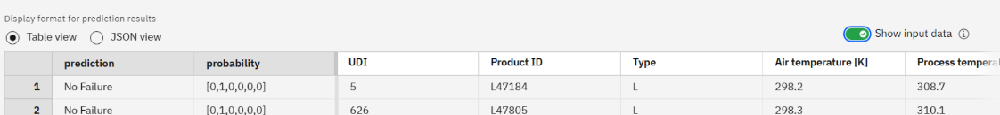 Display format for prediction results
Table view JSON view Show input data
prediction probability UDI Product ID Type Air temperature [K] Process tempera
1 No Failure [0,1,0,0,0,0] 5 L47184 L 298.2 308.7
2 No Failure [0,1,0,0,0,0] 626 L47805 L 298.3 310.1